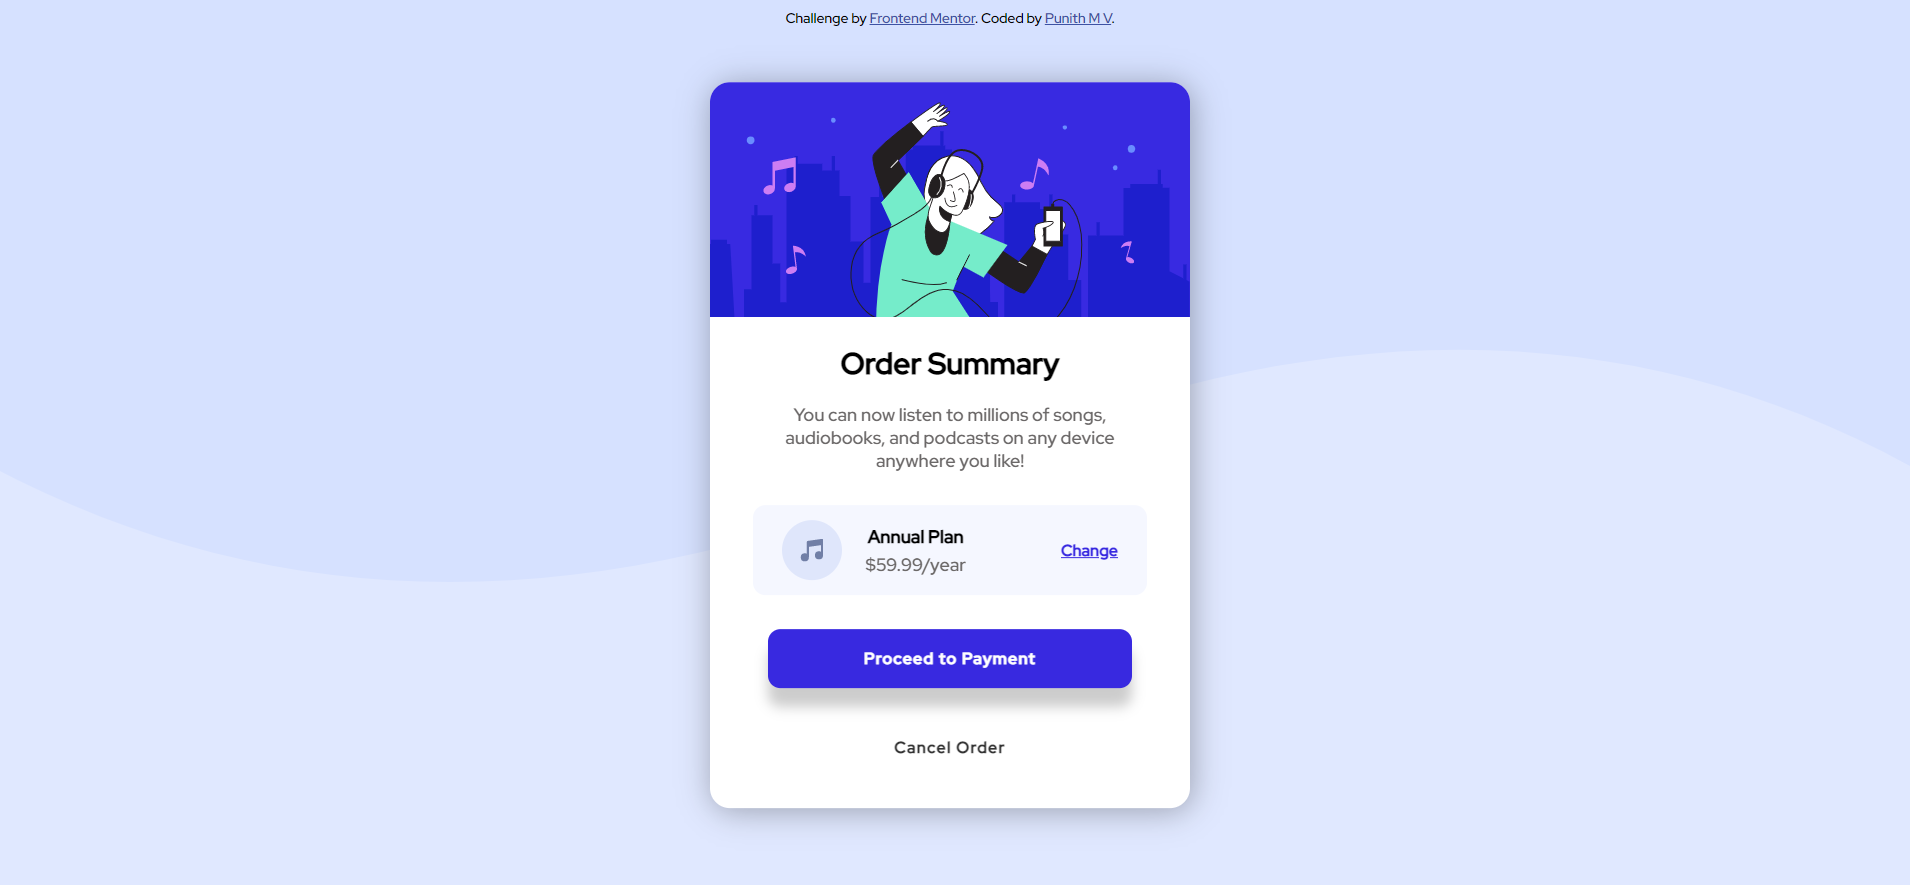 Challenge by Frontend Mentor. Coded by Punith M V.
Order Summary
You can now listen to millions of songs,
audiobooks, and podcasts on any device
anywhere you like!
Annual Plan
$59.99/year
Change
Proceed to Payment
Cancel Order